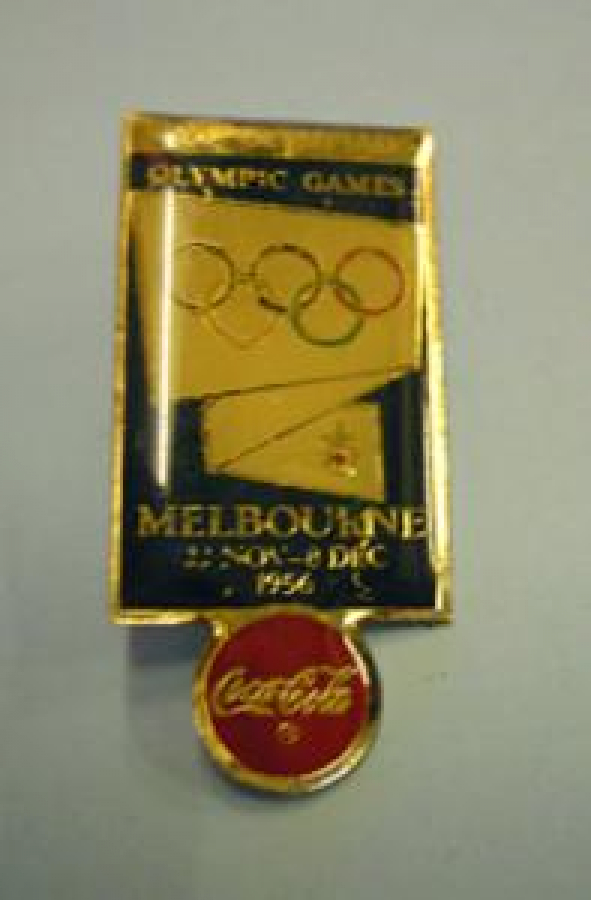 OLYMPIC GAMES
MELBOURNE
22 NOV-8 DEC
1956
Coca-Cola